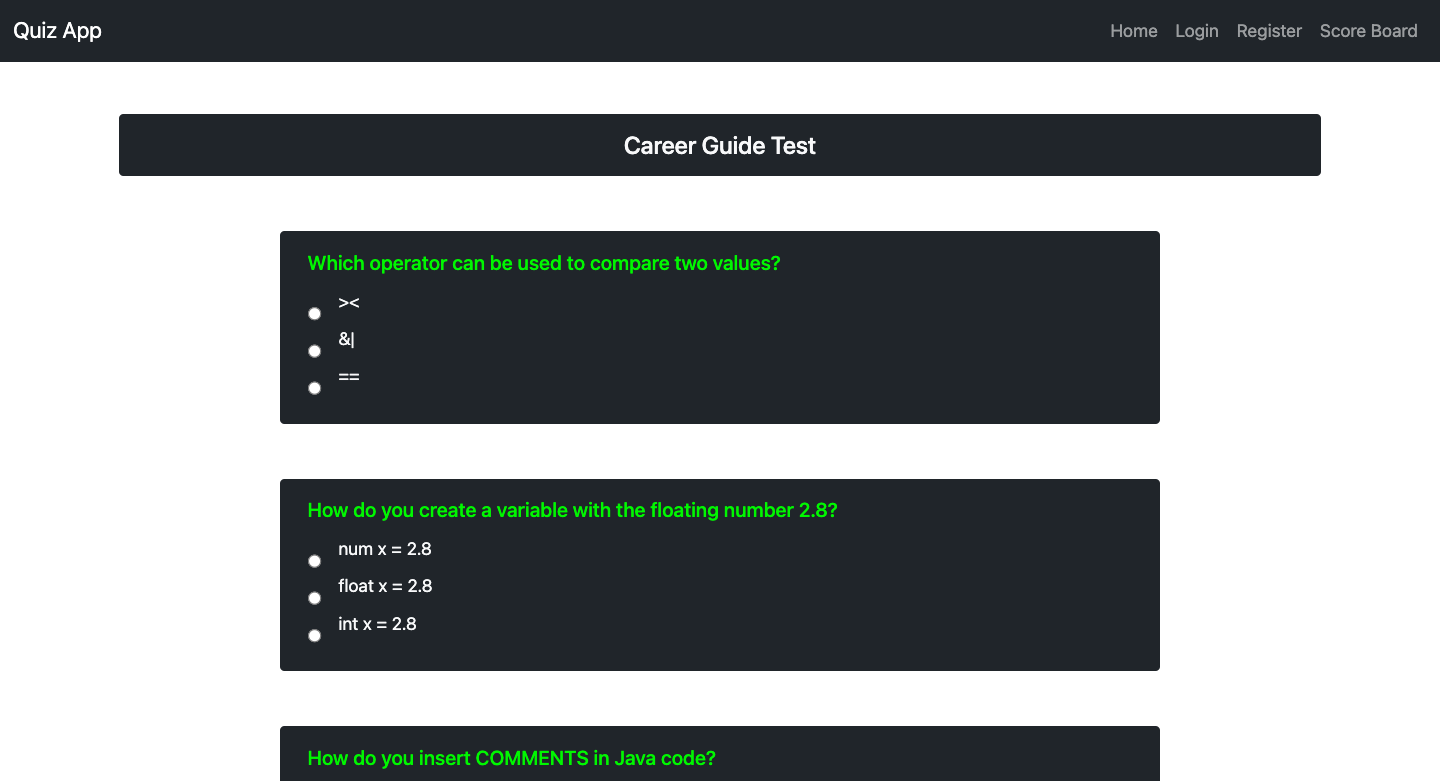 Quiz App
Home Login Register Score Board
Career Guide Test
Which operator can be used to compare two values?
><
&|
==
How do you create a variable with the floating number 2.8?
num x = 2.8
float x = 2.8
int x = 2.8
How do you insert COMMENTS in Java code?